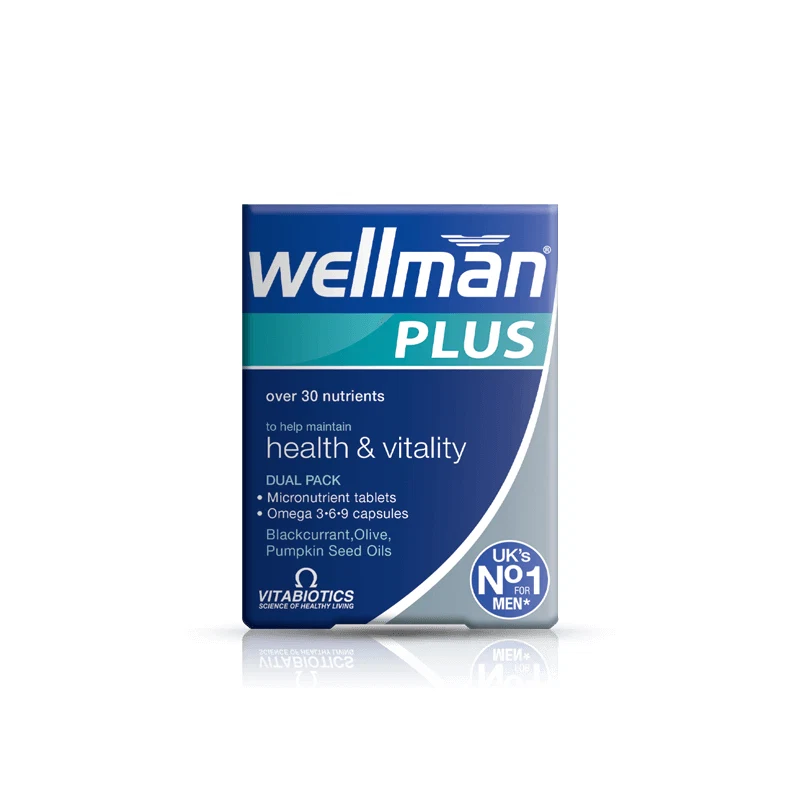 wellman®
PLUS
over 30 nutrients
to help maintain
health & vitality
DUAL PACK
• Micronutrient tablets
• Omega 3•6•9 capsules
Blackcurrant,Olive,
Pumpkin Seed Oils
VITABIOTICS
SCIENCE OF HEALTHY LIVING
UK's
No1
FOR
MEN*